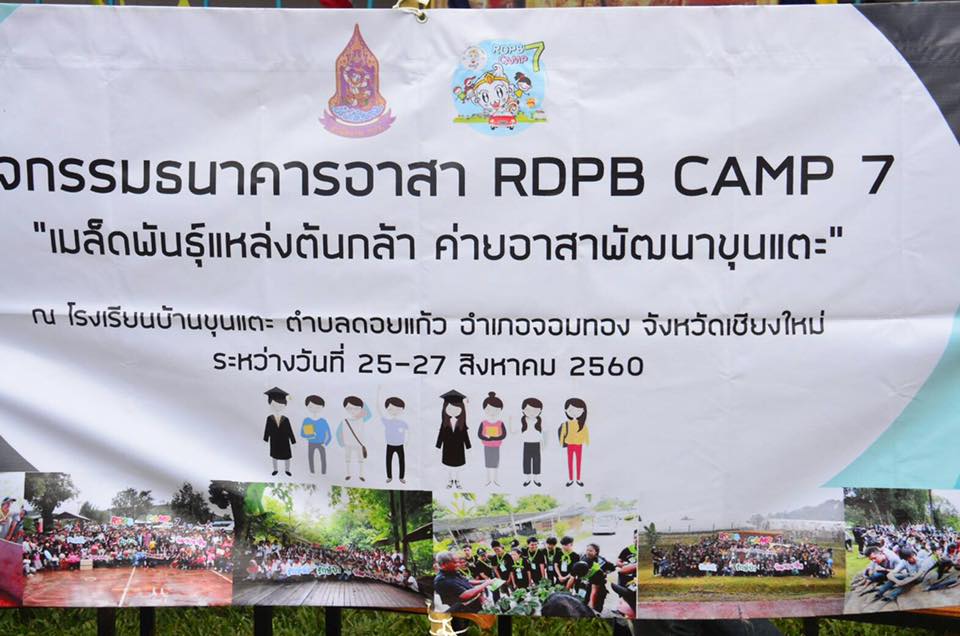 RDPB
CAMP 7
จกรรมธนาคารอาสา RDPB CAMP 7
"เมล็ดพันธุ์แหล่งต้นกล้า ค่ายอาสาพัฒนาขุนแตะ"
ณ โรงเรียนบ้านขุนแตะ ตำบลดอยแก้ว อำเภอจอมทอง จังหวัดเชียงใหม่
ระหว่างวันที่ 25-27 สิงหาคม 2560